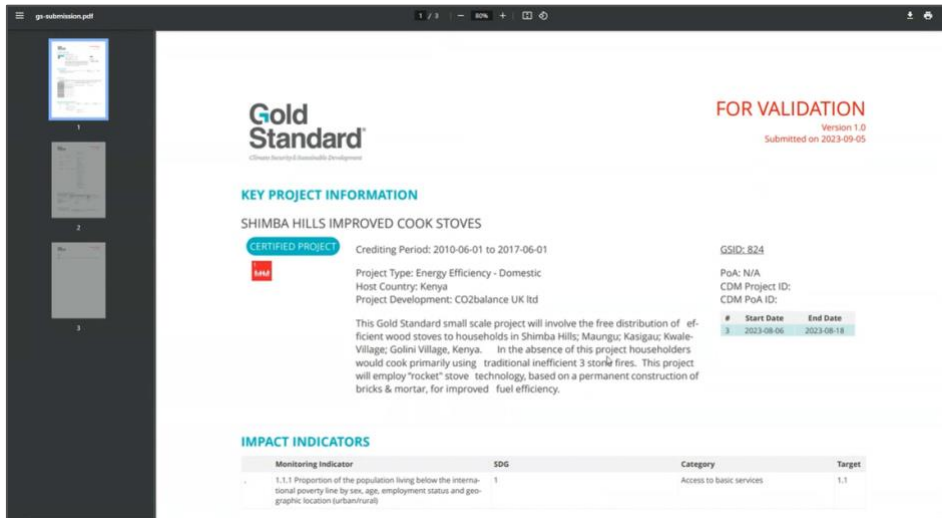 gs-submission.pdf
1 / 3
80%
1
2
3
Gold
Standard
Climate Security & Sustainable Development
FOR VALIDATION
Version 1.0
Submitted on 2023-09-05
KEY PROJECT INFORMATION
SHIMBA HILLS IMPROVED COOK STOVES
CERTIFIED PROJECT
Crediting Period: 2010-06-01 to 2017-06-01
GSID: 824
Project Type: Energy Efficiency - Domestic
Host Country: Kenya
Project Development: CO2balance UK ltd
PoA: N/A
CDM Project ID:
CDM PoA ID:
# Start Date End Date
3 2023-08-06 2023-08-18
This Gold Standard small scale project will involve the free distribution of ef-
ficient wood stoves to households in Shimba Hills; Maungu; Kasigau; Kwale-
Village; Golini Village, Kenya. In the absence of this project householders
would cook primarily using traditional inefficient 3 stone fires. This project
will employ "rocket" stove technology, based on a permanent construction of
bricks & mortar, for improved fuel efficiency.
IMPACT INDICATORS
Monitoring Indicator SDG Category Target
1.1.1 Proportion of the population living below the interna- 1 Access to basic services 1.1
tional poverty line by sex, age, employment status and geo-
graphic location (urban/rural)